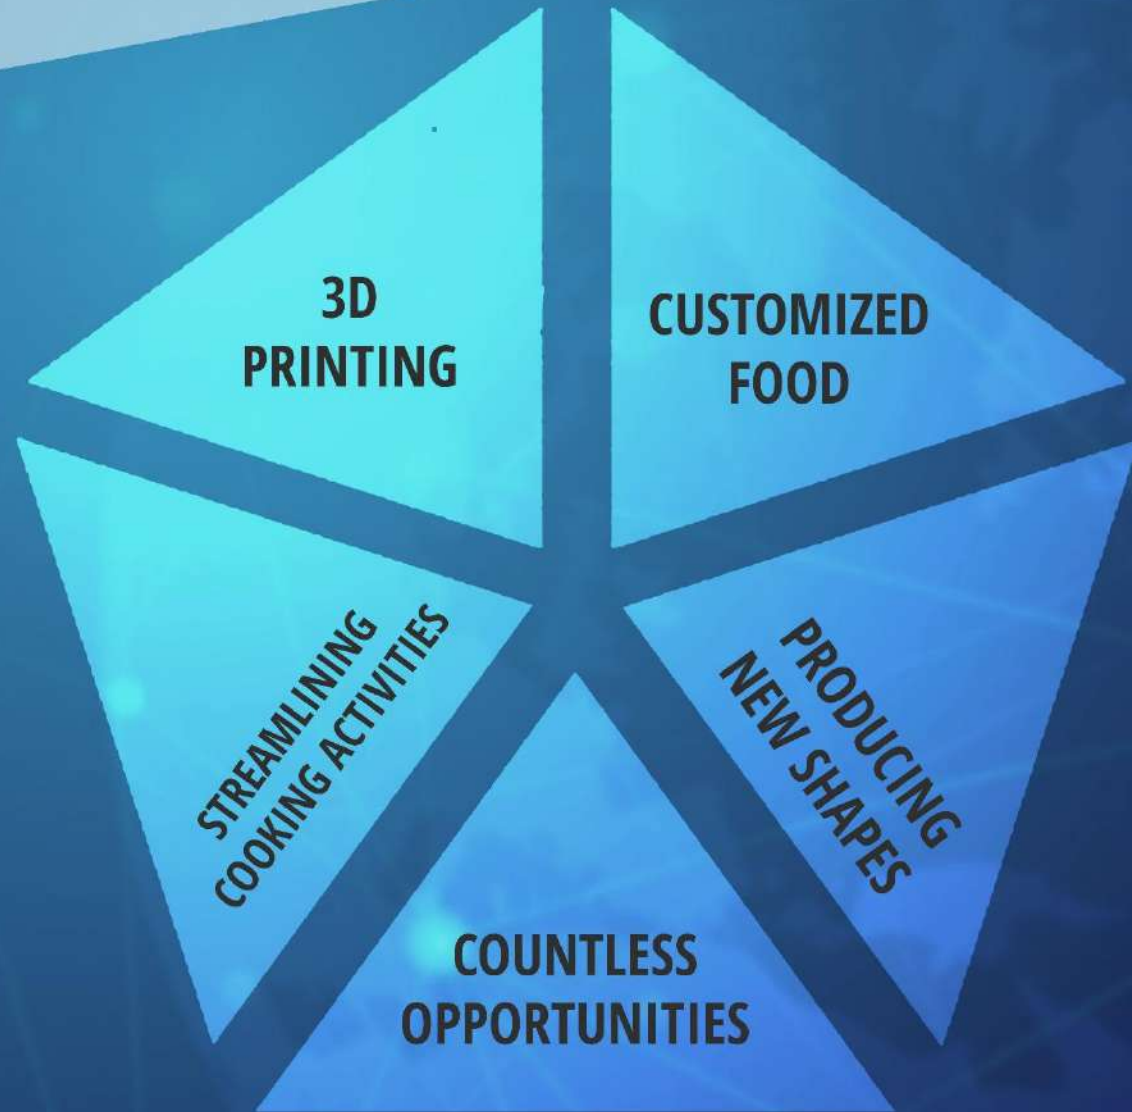 3D
PRINTING
CUSTOMIZED
FOOD
STREAMLINING
COOKING ACTIVITIES
PRODUCING
NEW SHAPES
COUNTLESS
OPPORTUNITIES